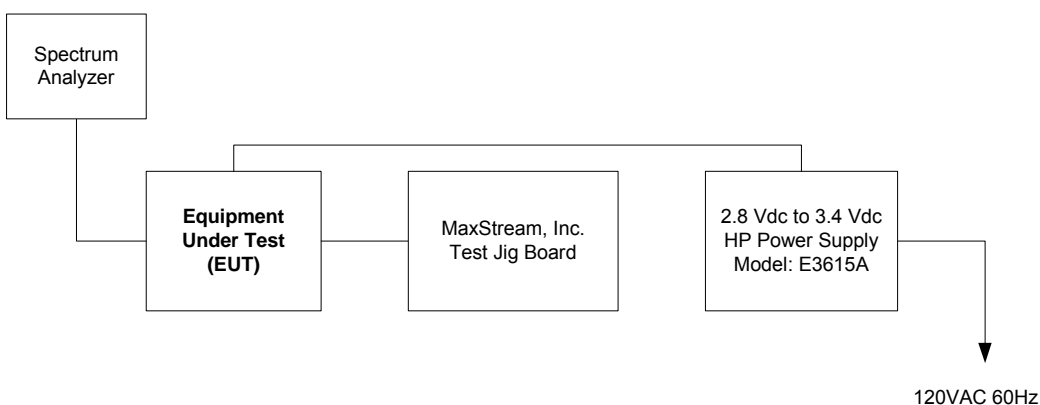 Spectrum
Analyzer
Equipment
Under Test
(EUT)
MaxStream, Inc.
Test Jig Board
2.8 Vdc to 3.4 Vdc
HP Power Supply
Model: E3615A
120VAC 60Hz